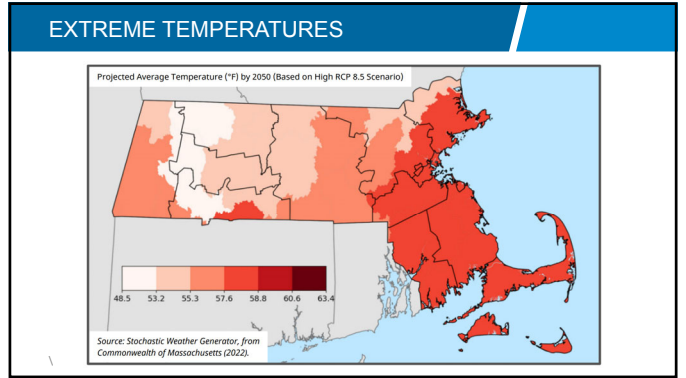 EXTREME TEMPERATURES
Projected Average Temperature (°F) by 2050 (Based on High RCP 8.5 Scenario)
48.5 53.2 55.3 57.6 58.8 60.6 63.4
Source: Stochastic Weather Generator, from
Commonwealth of Massachusetts (2022).
\